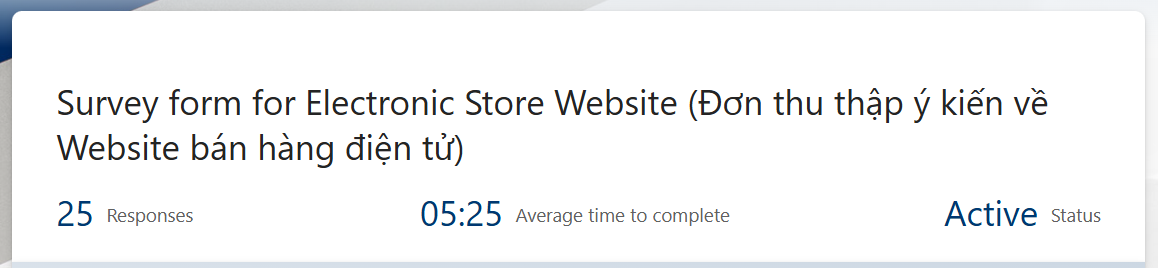 Survey form for Electronic Store Website (Đơn thu thập ý kiến về
Website bán hàng điện tử)
25 Responses 05:25 Average time to complete Active Status